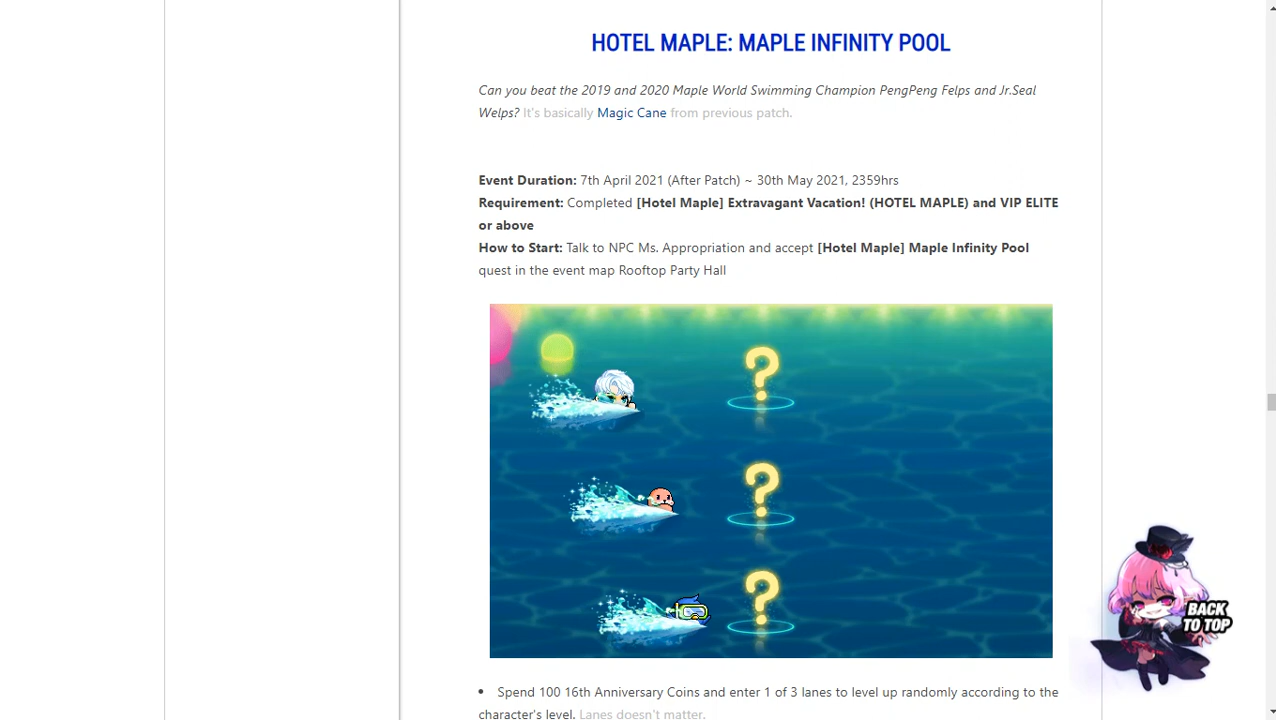 HOTEL MAPLE: MAPLE INFINITY POOL
Can you beat the 2019 and 2020 Maple World Swimming Champion PengPeng Felps and Jr.Seal
Welps? It's basically Magic Cane from previous patch.
Event Duration: 7th April 2021 (After Patch) ~ 30th May 2021, 2359hrs
Requirement: Completed [Hotel Maple] Extravagant Vacation! (HOTEL MAPLE) and VIP ELITE
or above
How to Start: Talk to NPC Ms. Appropriation and accept [Hotel Maple] Maple Infinity Pool
quest in the event map Rooftop Party Hall
?
?
?
BACK
TO TOP
• Spend 100 16th Anniversary Coins and enter 1 of 3 lanes to level up randomly according to the
character's level. Lanes doesn't matter.